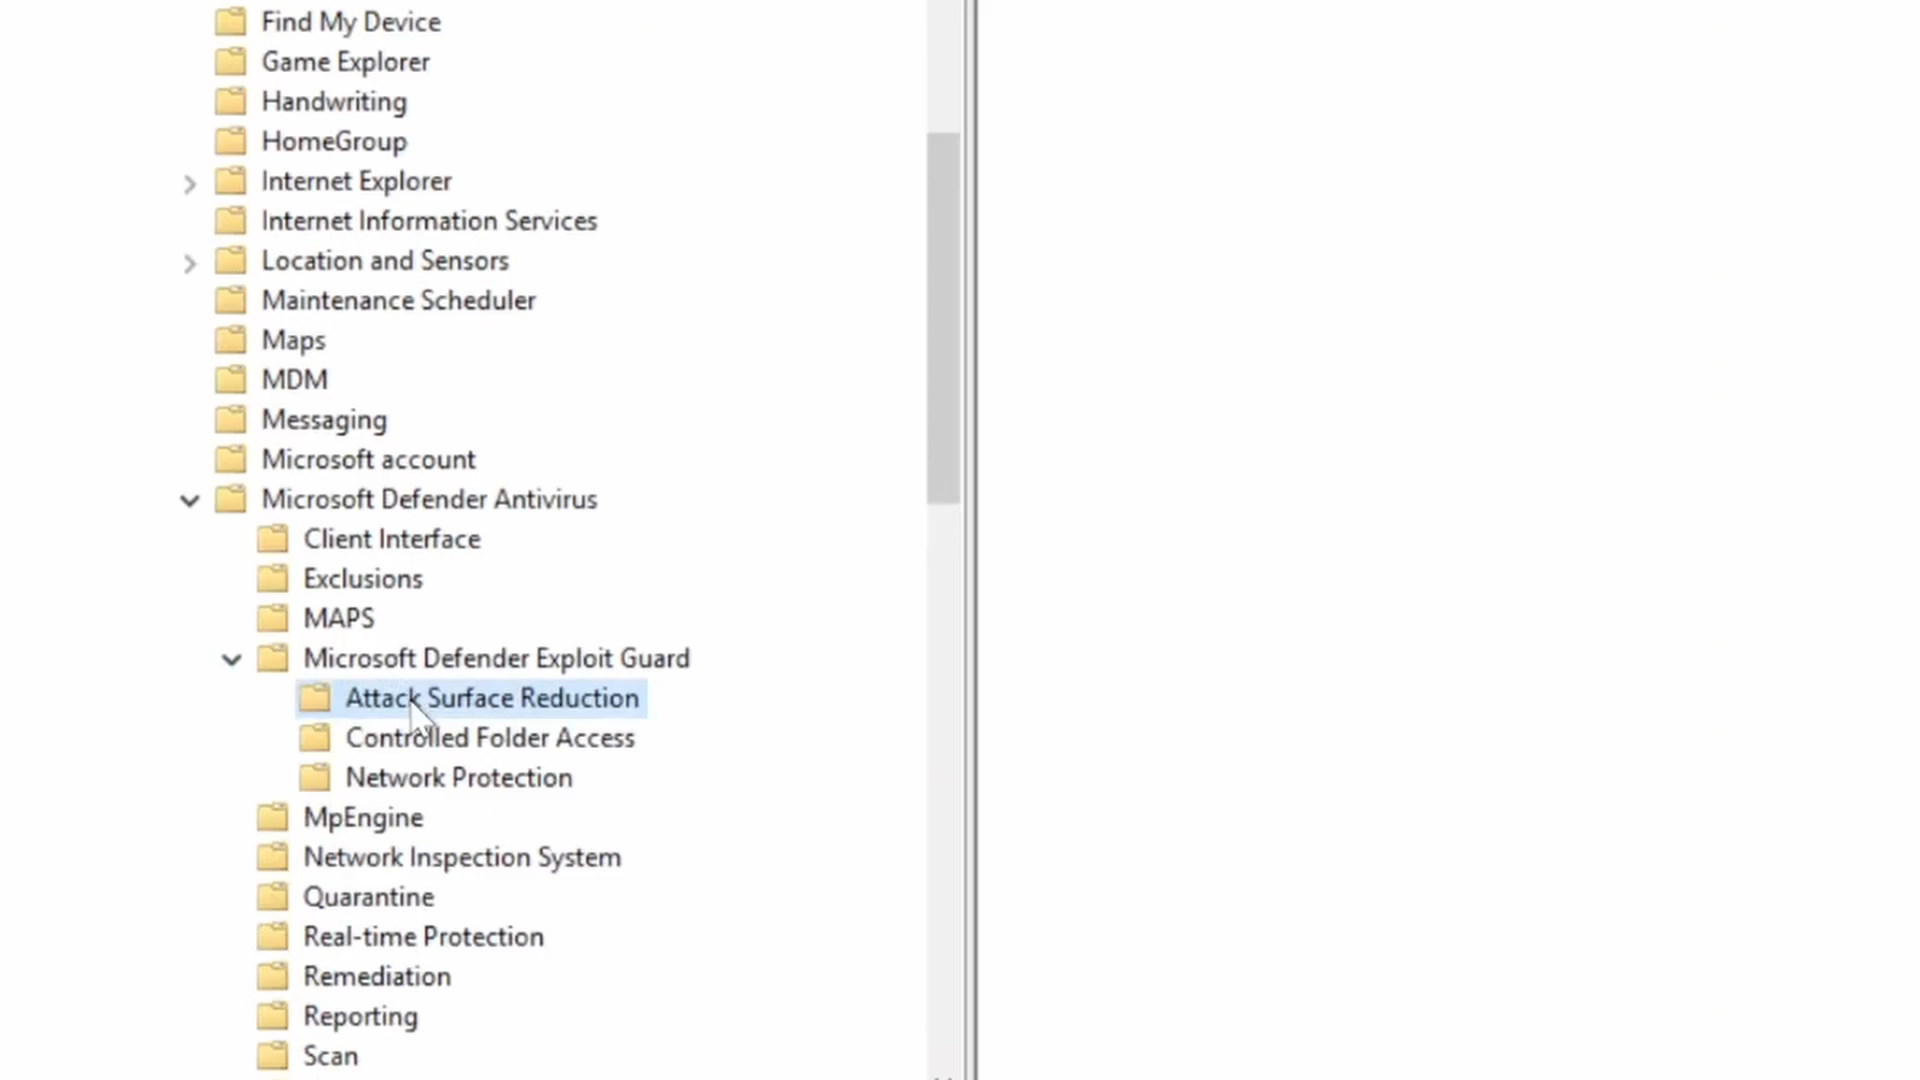 Find My Device
Game Explorer
Handwriting
HomeGroup
Internet Explorer
Internet Information Services
Location and Sensors
Maintenance Scheduler
Maps
MDM
Messaging
Microsoft account
Microsoft Defender Antivirus
Client Interface
Exclusions
MAPS
Microsoft Defender Exploit Guard
Attack Surface Reduction
Controlled Folder Access
Network Protection
MpEngine
Network Inspection System
Quarantine
Real-time Protection
Remediation
Reporting
Scan